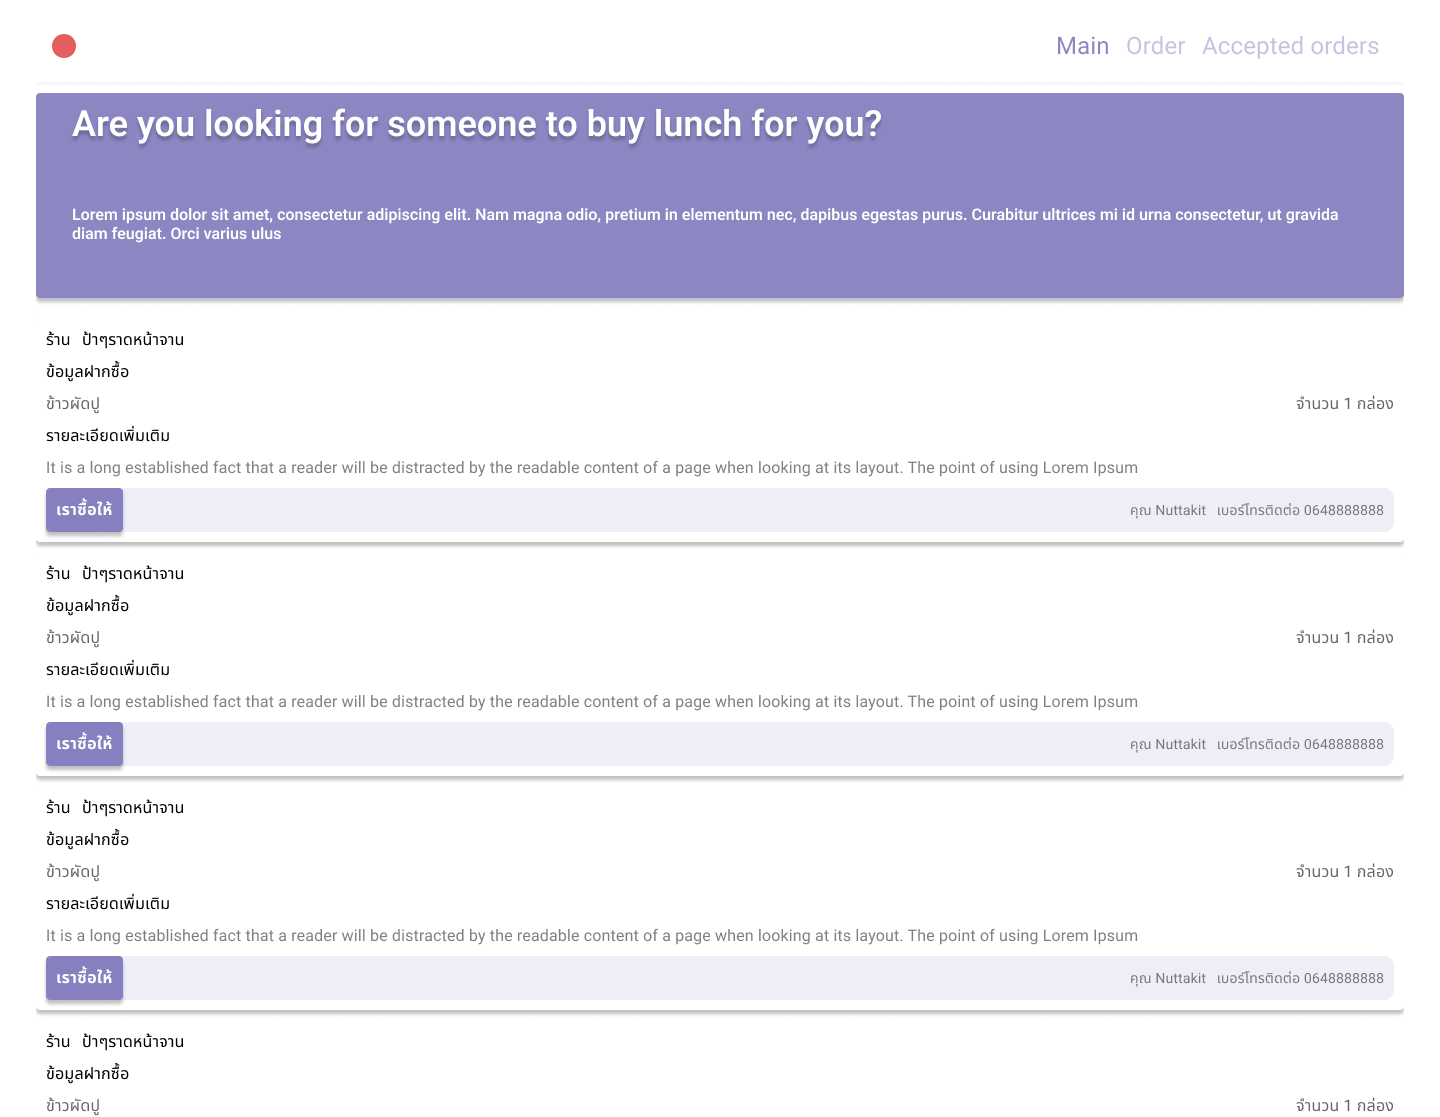 Main Order Accepted orders
Are you looking for someone to buy lunch for you?
Lorem ipsum dolor sit amet, consectetur adipiscing elit. Nam magna odio, pretium in elementum nec, dapibus egestas purus. Curabitur ultrices mi id urna consectetur, ut gravida
diam feugiat. Orci varius ulus
ร้าน ป้าๆราดหน้าจาน
ข้อมูลฝากซื้อ
ข้าวผัดปู จำนวน 1 กล่อง
รายละเอียดเพิ่มเติม
It is a long established fact that a reader will be distracted by the readable content of a page when looking at its layout. The point of using Lorem Ipsum
เราซื้อให้ คุณ Nuttakit เบอร์โทรติดต่อ 0648888888
ร้าน ป้าๆราดหน้าจาน
ข้อมูลฝากซื้อ
ข้าวผัดปู จำนวน 1 กล่อง
รายละเอียดเพิ่มเติม
It is a long established fact that a reader will be distracted by the readable content of a page when looking at its layout. The point of using Lorem Ipsum
เราซื้อให้ คุณ Nuttakit เบอร์โทรติดต่อ 0648888888
ร้าน ป้าๆราดหน้าจาน
ข้อมูลฝากซื้อ
ข้าวผัดปู จำนวน 1 กล่อง
รายละเอียดเพิ่มเติม
It is a long established fact that a reader will be distracted by the readable content of a page when looking at its layout. The point of using Lorem Ipsum
เราซื้อให้ คุณ Nuttakit เบอร์โทรติดต่อ 0648888888
ร้าน ป้าๆราดหน้าจาน
ข้อมูลฝากซื้อ
ข้าวผัดปู จำนวน 1 กล่อง